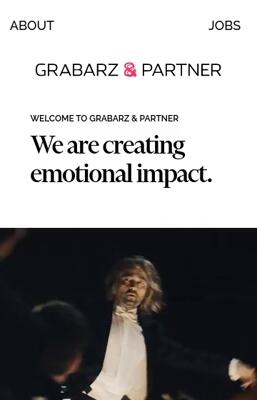 ABOUT JOBS
GRABARZ & PARTNER
WELCOME TO GRABARZ & PARTNER
We are creating
emotional impact.